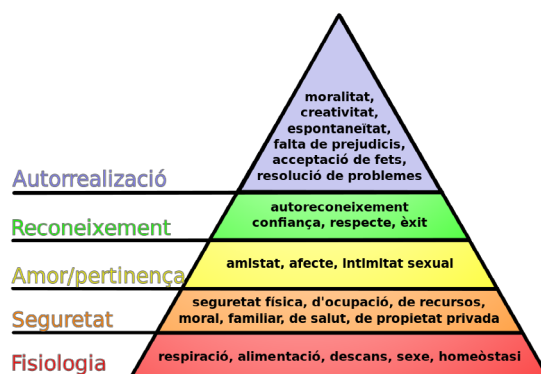 moralitat,
creativitat,
espontaneïtat,
falta de prejudicis,
acceptació de fets,
resolució de problemes
Autorrealizació
autoreconeixement
confiança, respecte, èxit
Reconeixement
amistat, afecte, intimitat sexual
Amor/pertinença
seguretat física, d'ocupació, de recursos,
moral, familiar, de salut, de propietat privada
Seguretat
respiració, alimentació, descans, sexe, homeòstasi
Fisiologia